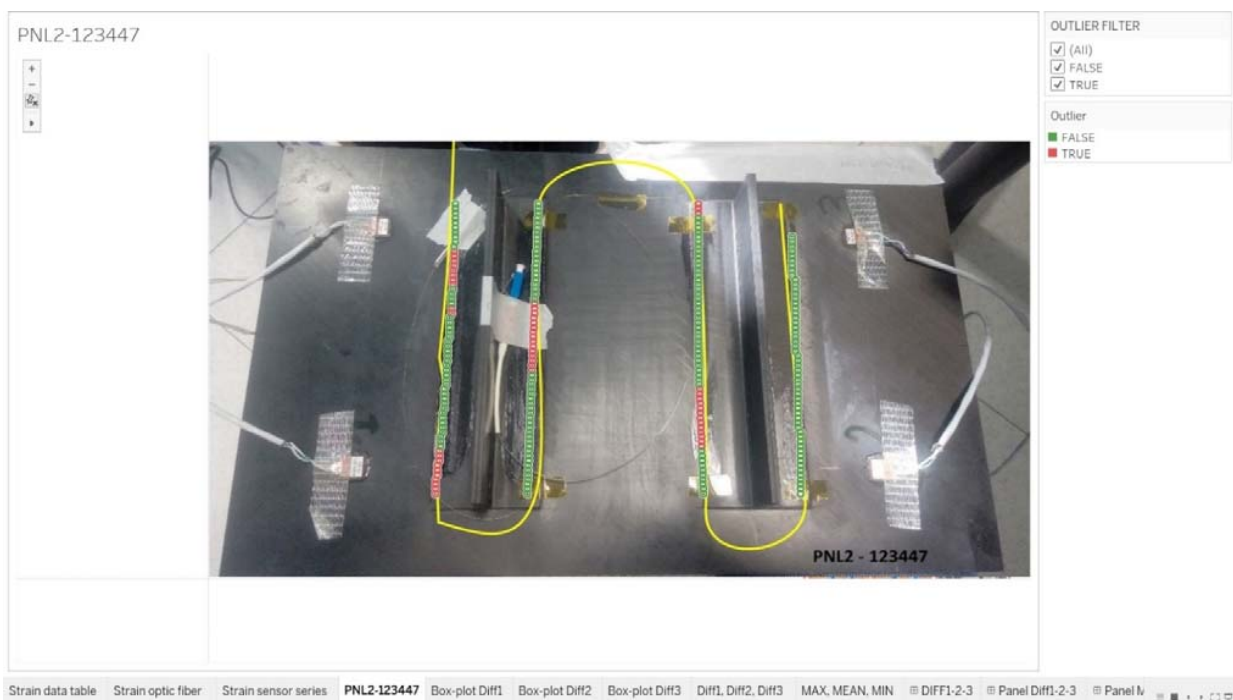 PNL2-123447
OUTLIER FILTER
(All)
FALSE
TRUE
Outlier
FALSE
TRUE
PNL2 - 123447
Strain data table Strain optic fiber Strain sensor series PNL2-123447 Box-plot Diff1 Box-plot Diff2 Box-plot Diff3 Diff1, Diff2, Diff3 MAX, MEAN, MIN DIFF1-2-3 Panel Diff1-2-3 Panel